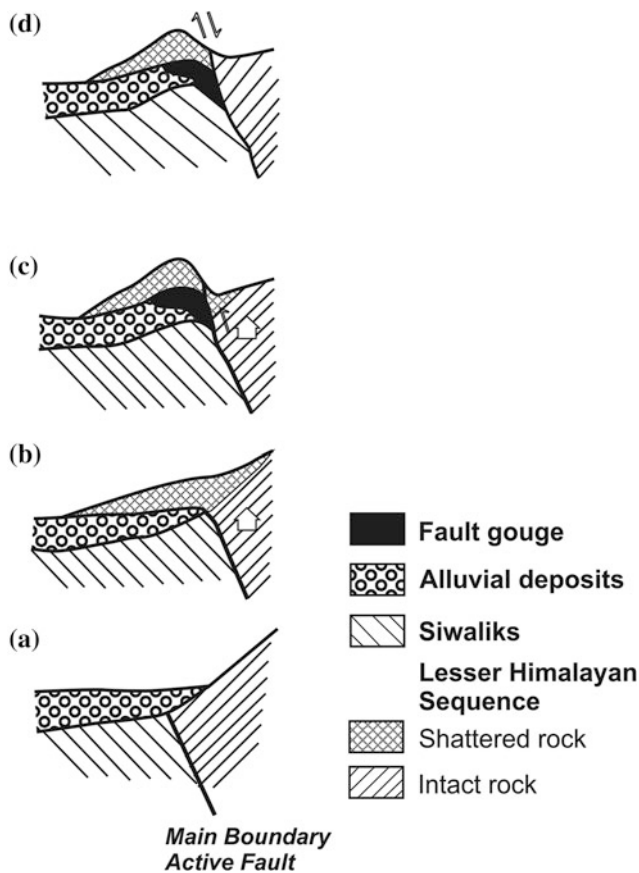 (d)
(c)
(b)
(a)
Fault gouge
Alluvial deposits
Siwaliks
Lesser Himalayan
Sequence
Shattered rock
Intact rock
Main Boundary
Active Fault